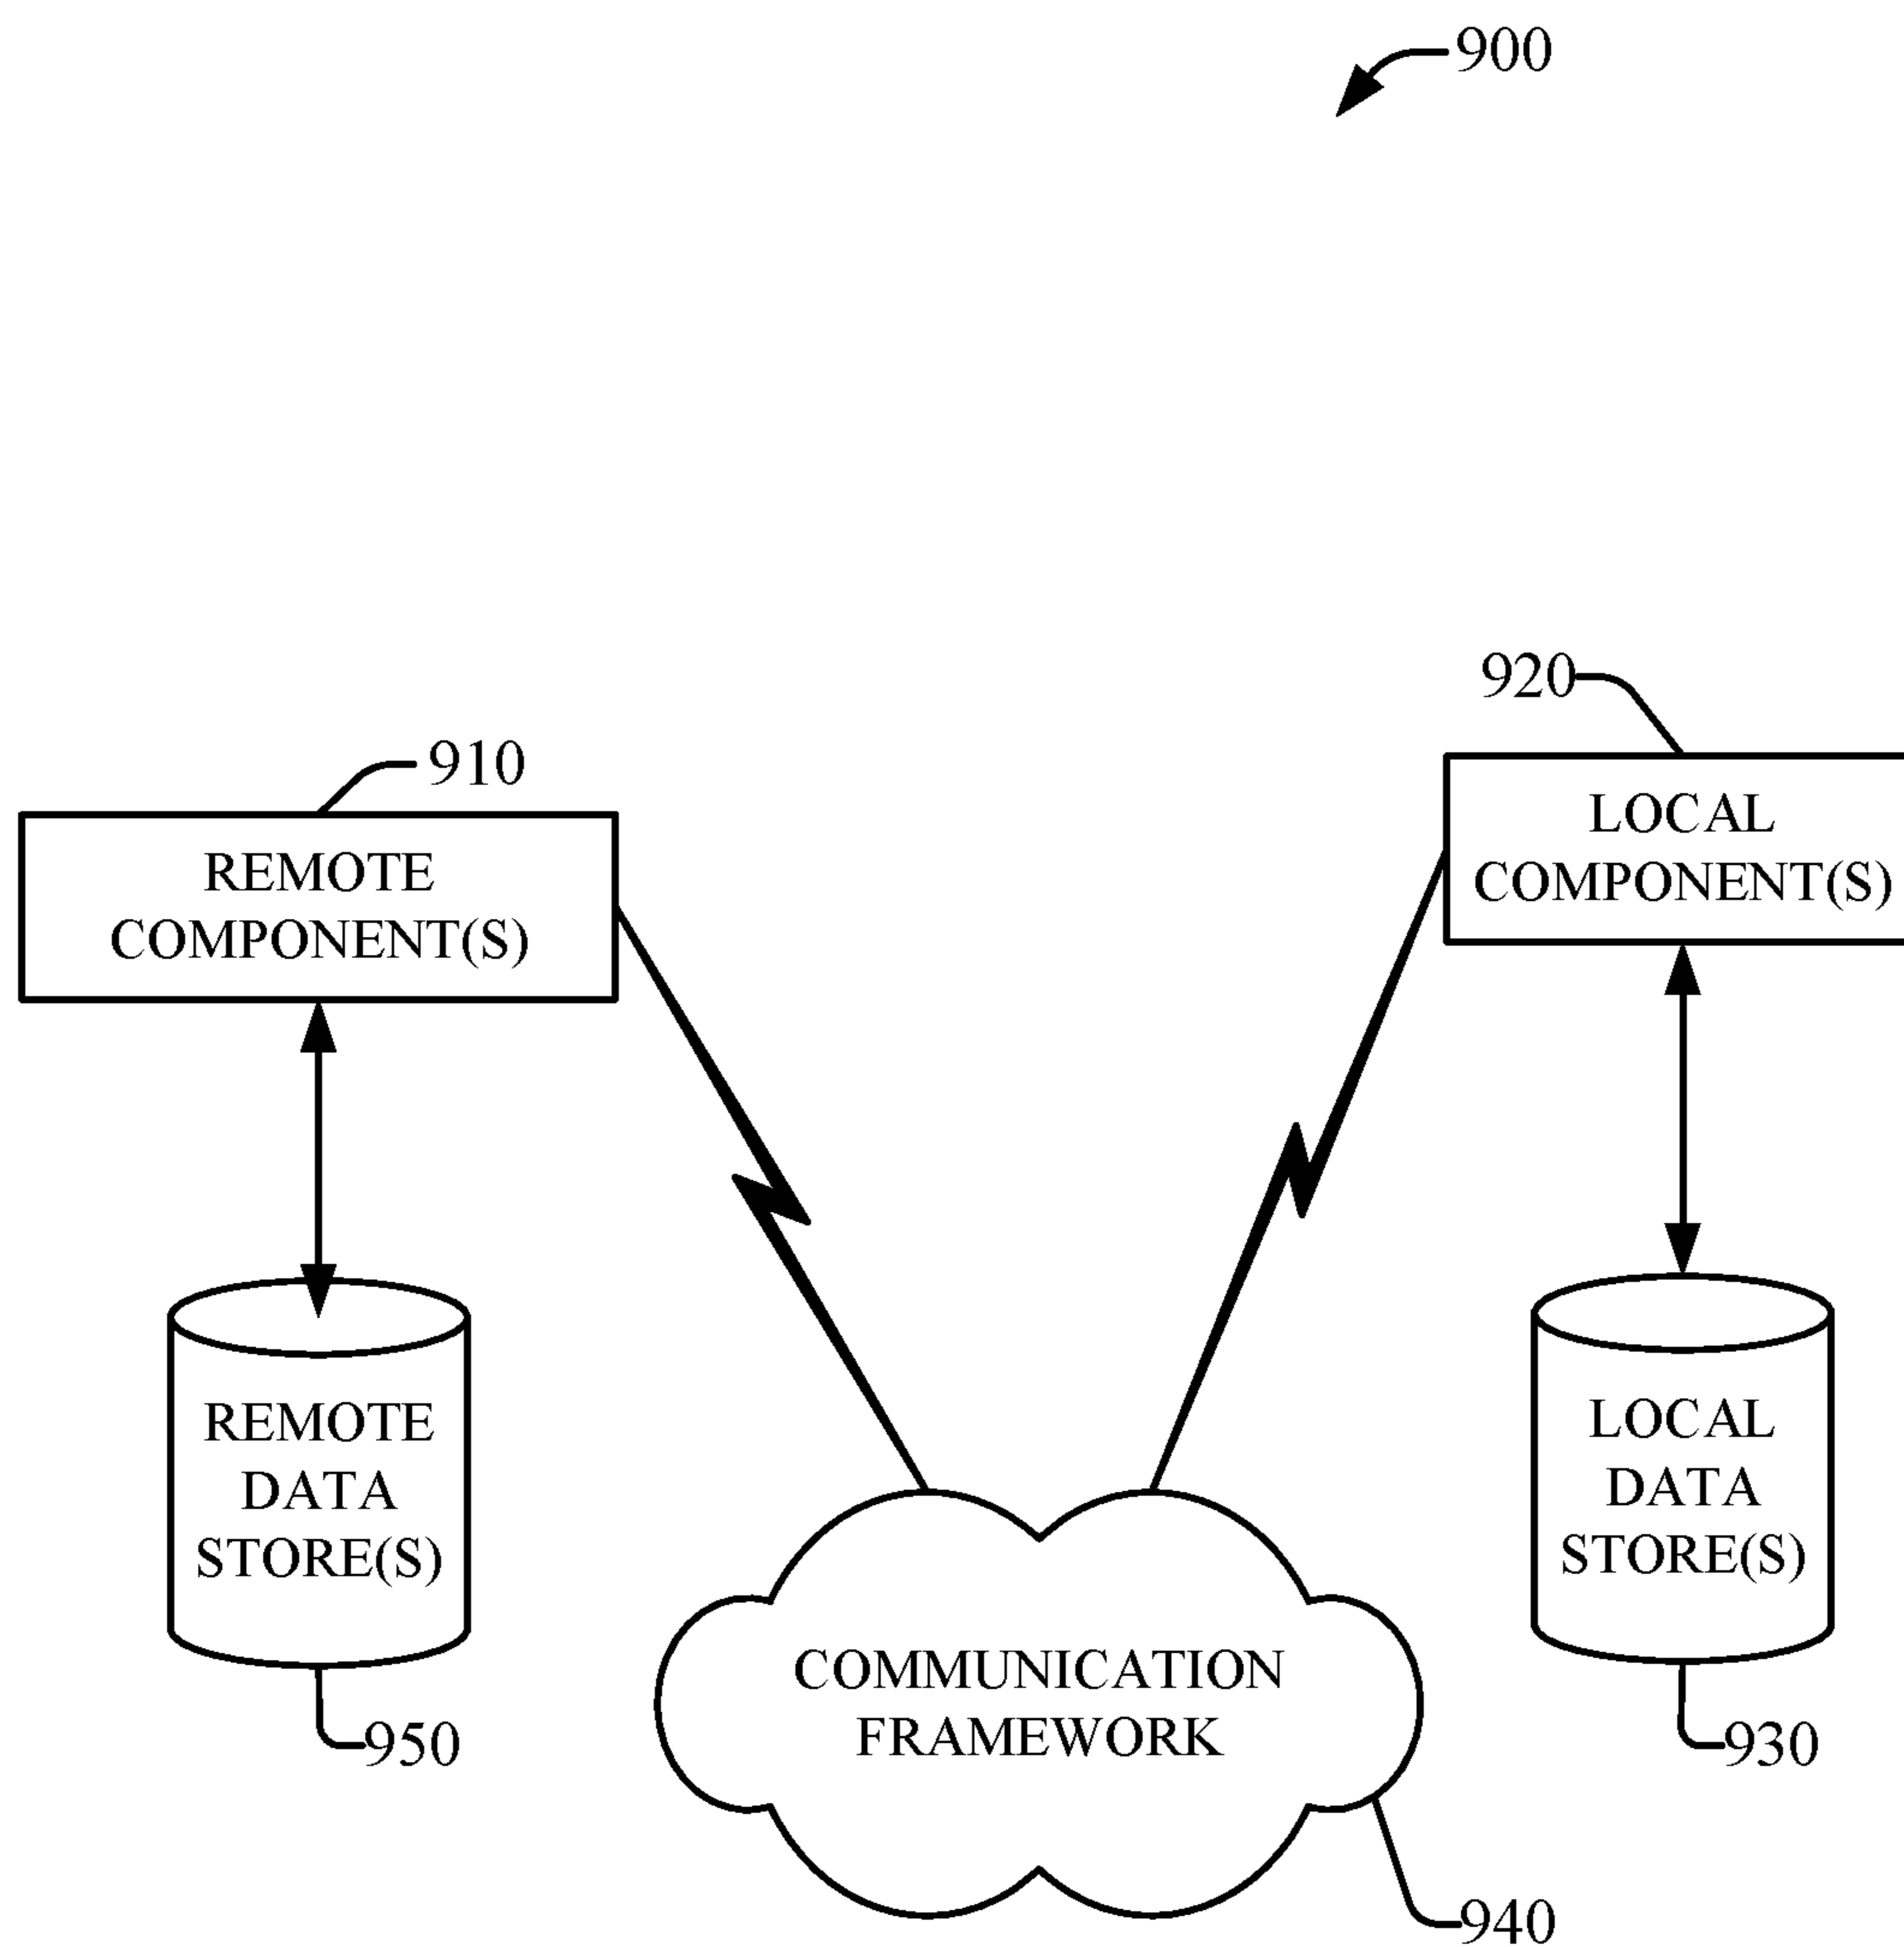 900
920
910
LOCAL
COMPONENT(S)
REMOTE
COMPONENT(S)
REMOTE
DATA
STORE(S)
LOCAL
DATA
STORE(S)
COMMUNICATION
FRAMEWORK
950
930
940